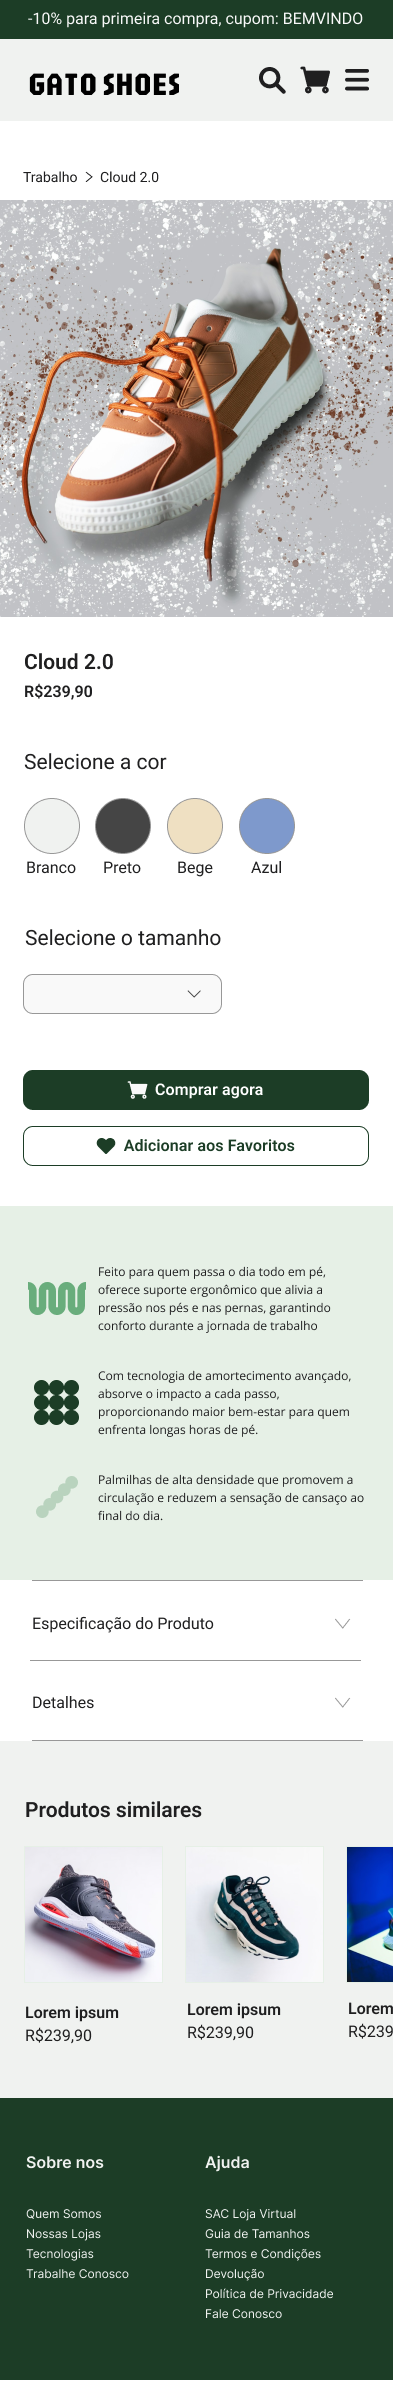 -10% para primeira compra, cupom: BEMVINDO
GATO SHOES
Trabalho > Cloud 2.0
Cloud 2.0
R$239,90
Selecione a cor
Branco Preto Bege Azul
Selecione o tamanho
Comprar agora
Adicionar aos Favoritos
Feito para quem passa o dia todo em pé,
oferece suporte ergonômico que alivia a
pressão nos pés e nas pernas, garantindo
conforto durante a jornada de trabalho
Com tecnologia de amortecimento avançado,
absorve o impacto a cada passo,
proporcionando maior bem-estar para quem
enfrenta longas horas de pé.
Palmilhas de alta densidade que promovem a
circulação e reduzem a sensação de cansaço ao
final do dia.
Especificação do Produto
Detalhes
Produtos similares
Lorem ipsum
R$239,90
Lorem ipsum
R$239,90
Lorem
R$239
Sobre nos
Quem Somos
Nossas Lojas
Tecnologias
Trabalhe Conosco
Ajuda
SAC Loja Virtual
Guia de Tamanhos
Termos e Condições
Devolução
Política de Privacidade
Fale Conosco